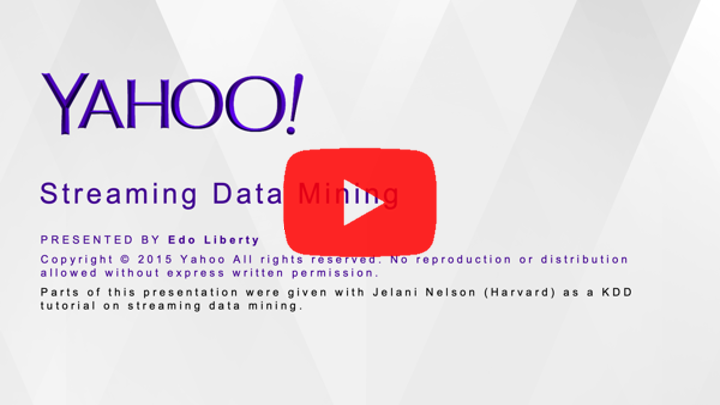 YAHOO!
Streaming Data Mining
PRESENTED BY Edo Liberty
Copyright © 2015 Yahoo All rights reserved. No reproduction or distribution
allowed without express written permission.
Parts of this presentation were given with Jelani Nelson (Harvard) as a KDD
tutorial on streaming data mining.